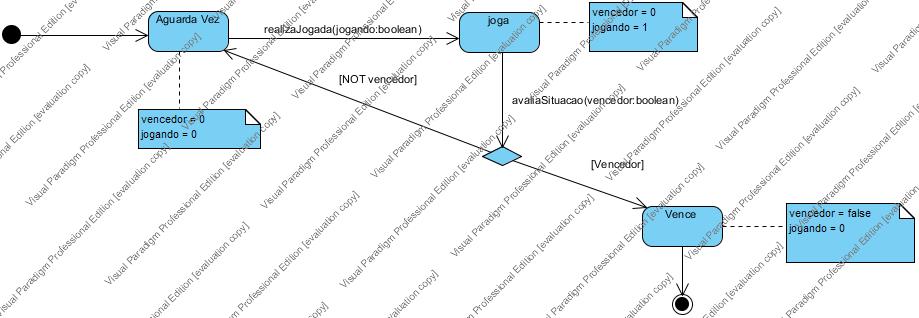 Aguarda Vez
realizaJogada(jogando:boolean)
joga
vencedor = 0
jogando = 1
[NOT vencedor]
avaliaSituacao(vencedor:boolean)
vencedor = 0
jogando = 0
[Vencedor]
Vence
vencedor = false
jogando = 0
Visual Paradigm Professional Edition [evaluation copy]